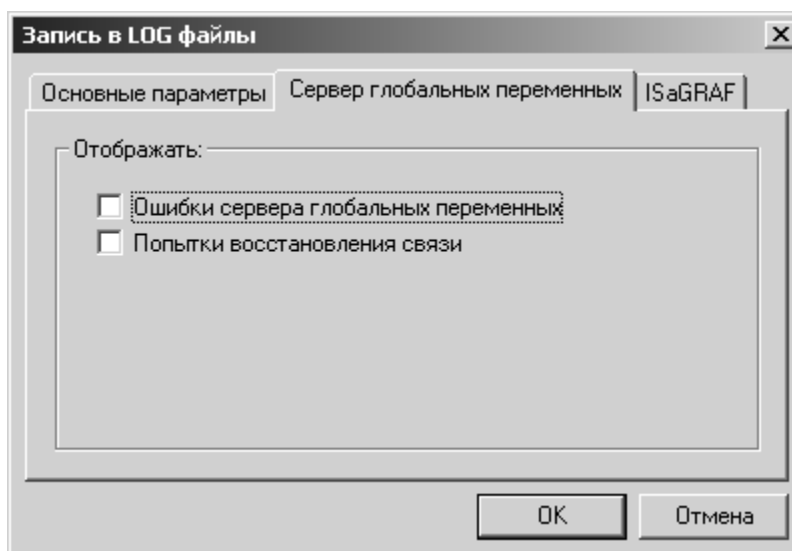 Запись в LOG файлы
Основные параметры Сервер глобальных переменных ISaGRAF
Отображать:
Ошибки сервера глобальных переменных
Попытки восстановления связи
OK Отмена